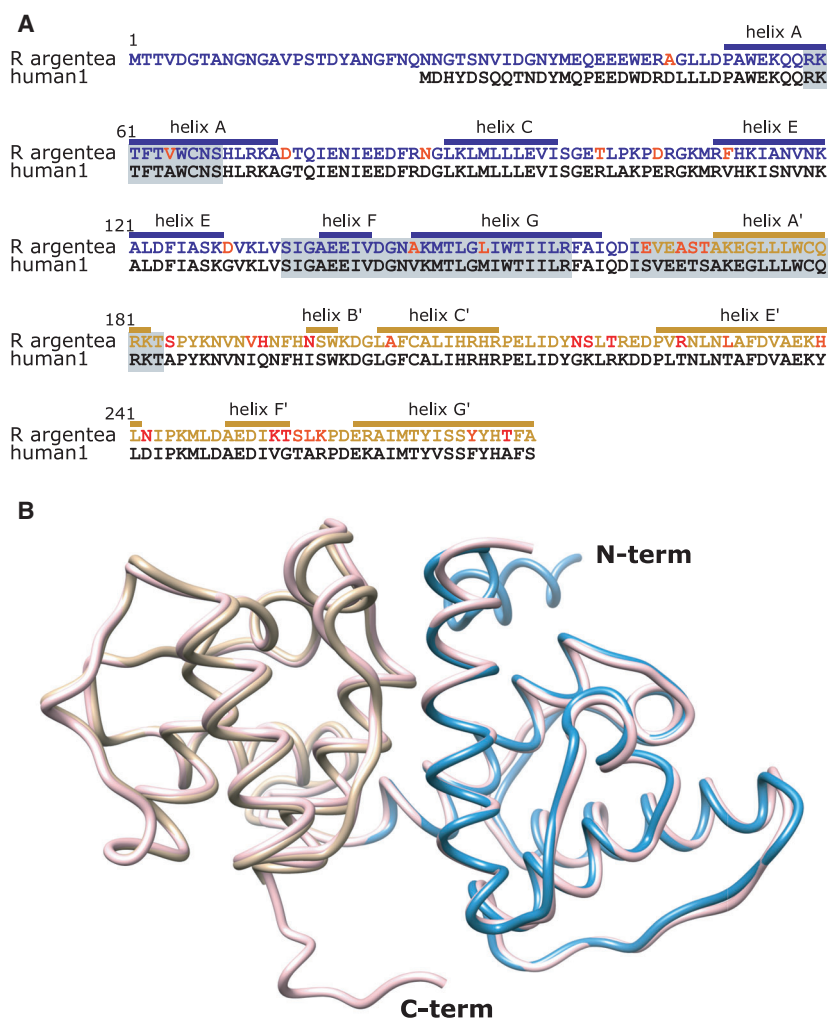 A
1
helix A
R argentea MTTVDGTANGNGAVPSTDYANGFNQNNGTSNVIDGNYMEQEEEWERAGLLDPAWEKQQRK
human1 MDHYDSQQTNDYMQPEEDWDRDLLLDPAWEKQQRK
61
helix A helix C helix E
R argentea TFTVWCNSHLRKADTQIENIEEDFRNGLKLMLLLEVISGETLPKPDRGKMRFHKIANVNK
human1 TFTAWCNSHLRKAGTQIENIEEDFRDGLKLMLLLEVISGERLAKPERGKMRVHKISNVNK
121
helix E helix F helix G helix A'
R argentea ALDFIASKDVKLVSIGAEEIVDGNAKMTLGLIWTIILRFAIQDIEVEASTAKEGLLLWCQ
human1 ALDFIASKGVKLVSIGAEEIVDGNVKMTLGMIWTIILRFAIQDISVEETSAKEGLLLWCQ
181
helix B' helix C' helix E'
R argentea RKTSPYKNVNVHNFHNSWKDGLAFCALIHRHRPELIDYNSLTREDPVRNLNLAFDVAEKH
human1 RKTAPYKNVNIQNFHISWKDGLGFCALIHRHRPELIDYGKLRKDDPLTNLNTAFDVAEKY
241
helix F' helix G'
R argentea LNIPKMLDAEDIKTSLKPDERAIMTYISSYYHTFA
human1 LDIPKMLDAEDIVGTARPDEKAIMTYVSSFYHAFS
B
N-term
C-term